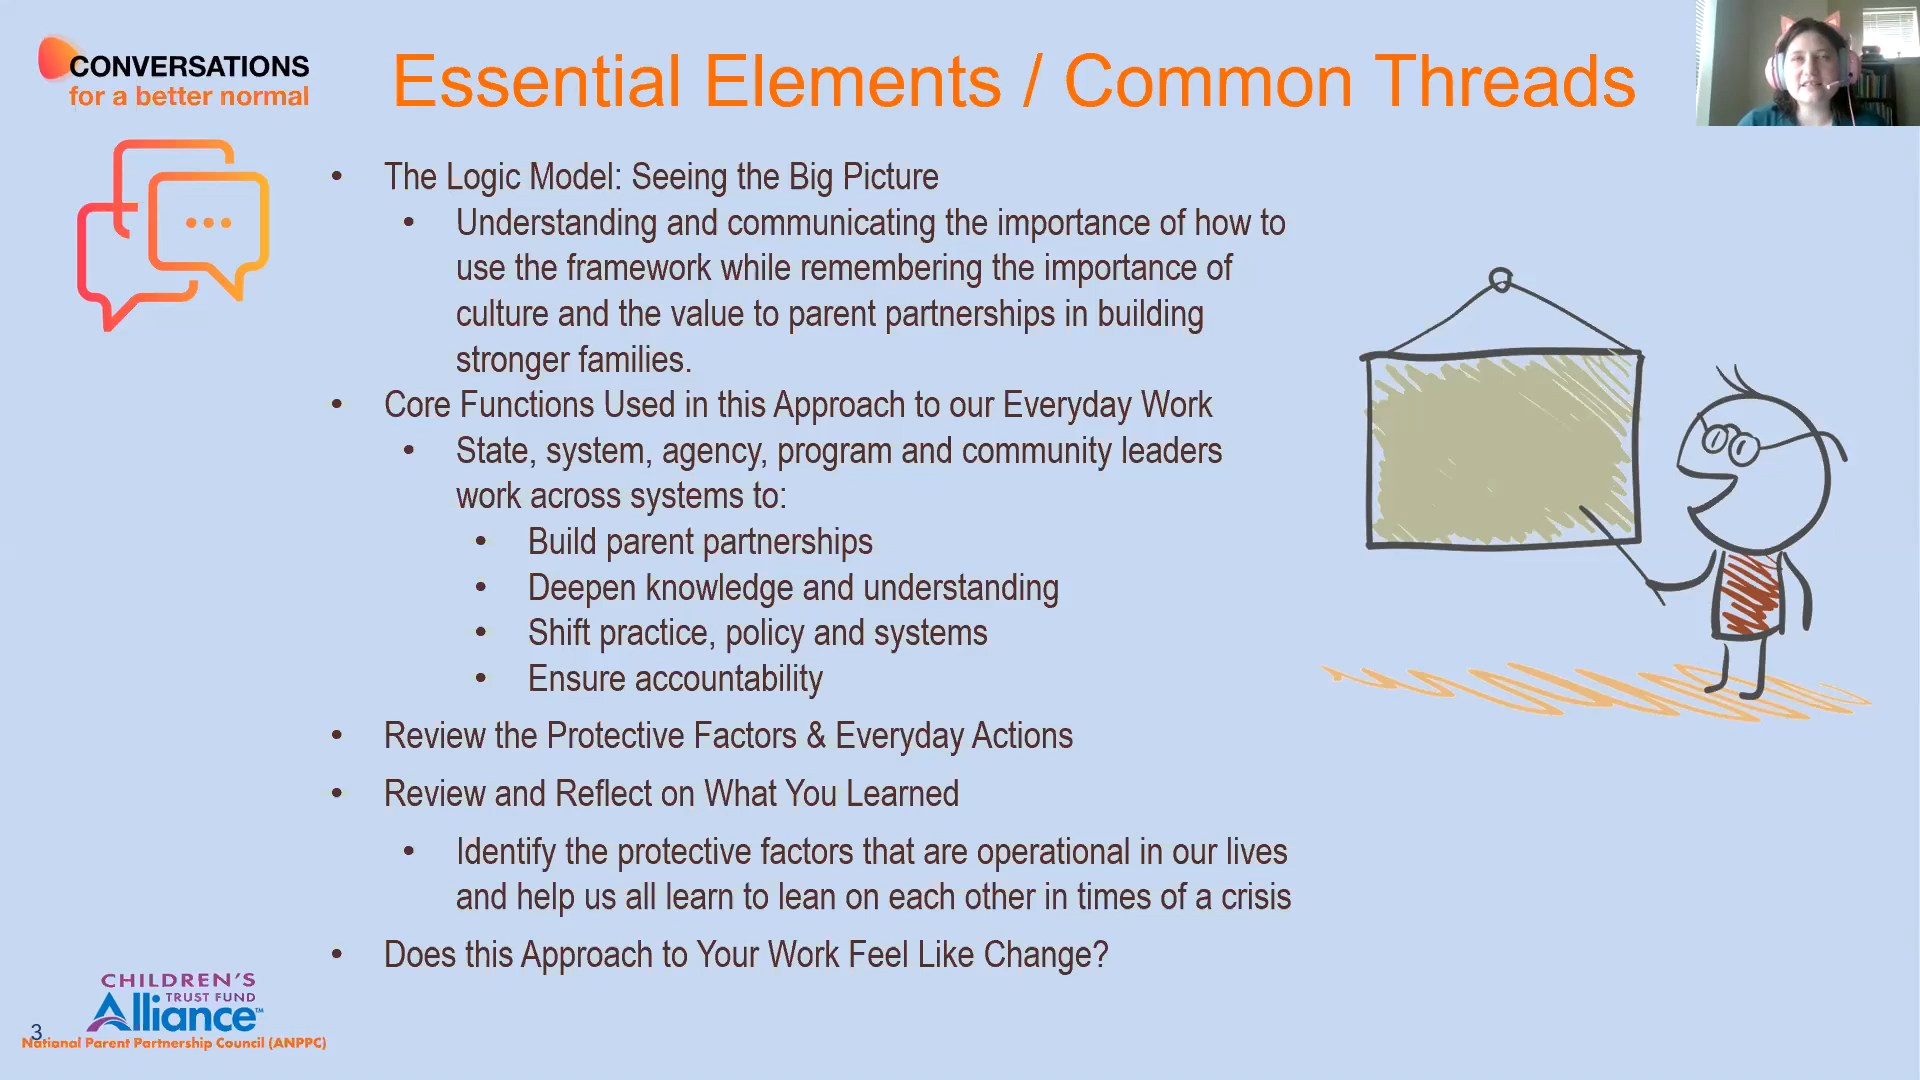 CONVERSATIONS
for a better normal
Essential Elements / Common Threads
• The Logic Model: Seeing the Big Picture
• Understanding and communicating the importance of how to
use the framework while remembering the importance of
culture and the value to parent partnerships in building
stronger families.
• Core Functions Used in this Approach to our Everyday Work
• State, system, agency, program and community leaders
work across systems to:
• Build parent partnerships
• Deepen knowledge and understanding
• Shift practice, policy and systems
• Ensure accountability
• Review the Protective Factors & Everyday Actions
• Review and Reflect on What You Learned
• Identify the protective factors that are operational in our lives
and help us all learn to lean on each other in times of a crisis
• Does this Approach to Your Work Feel Like Change?
CHILDREN'S
TRUST FUND
Alliance™
3
National Parent Partnership Council (ANPPC)